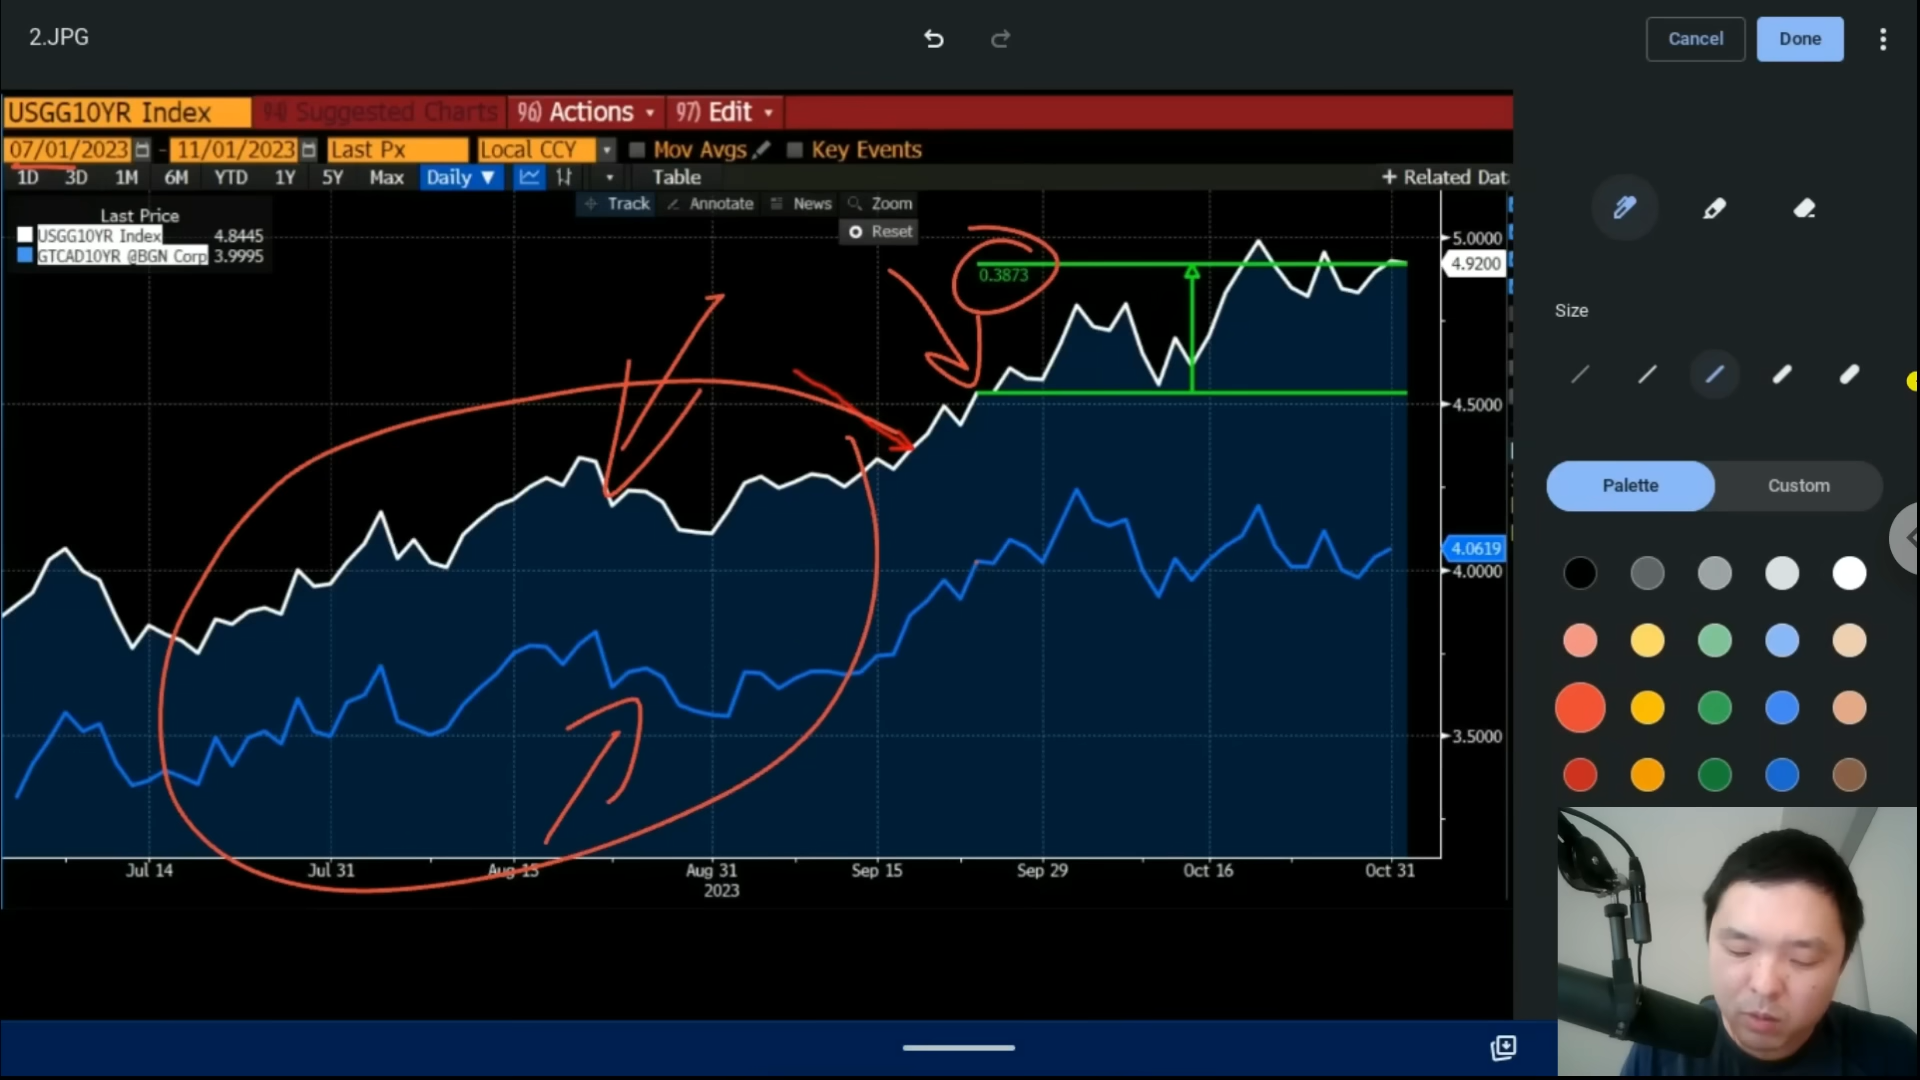 2.JPG
Cancel
Done
USGG10YR Index
94) Suggested Charts
96) Actions
97) Edit
07/01/2023 - 11/01/2023
Last Px
Local CCY
Mov Avgs
Key Events
1D 3D 1M 6M YTD 1Y 5Y Max Daily ▼
Table
+ Related Dat
Track
Annotate
News
Zoom
Reset
Last Price
USGG10YR Index 4.8445
GTCAD10YR @BGN Corp 3.9995
0.3873
5.0000
4.9200
4.5000
4.0619
4.0000
3.5000
Jul 14
Jul 31
Aug 15
Aug 31
Sep 15
Sep 29
Oct 16
Oct 31
2023
Size
Palette
Custom